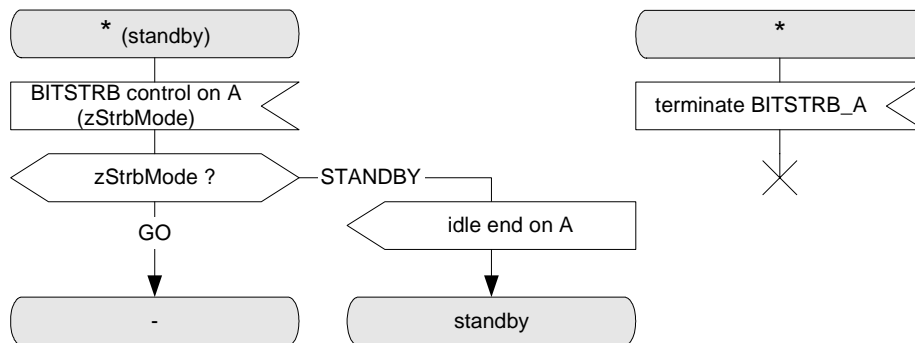 * (standby)
BITSTRB control on A
(zStrbMode)
zStrbMode ?
STANDBY
GO
idle end on A
-
standby
*
terminate BITSTRB_A